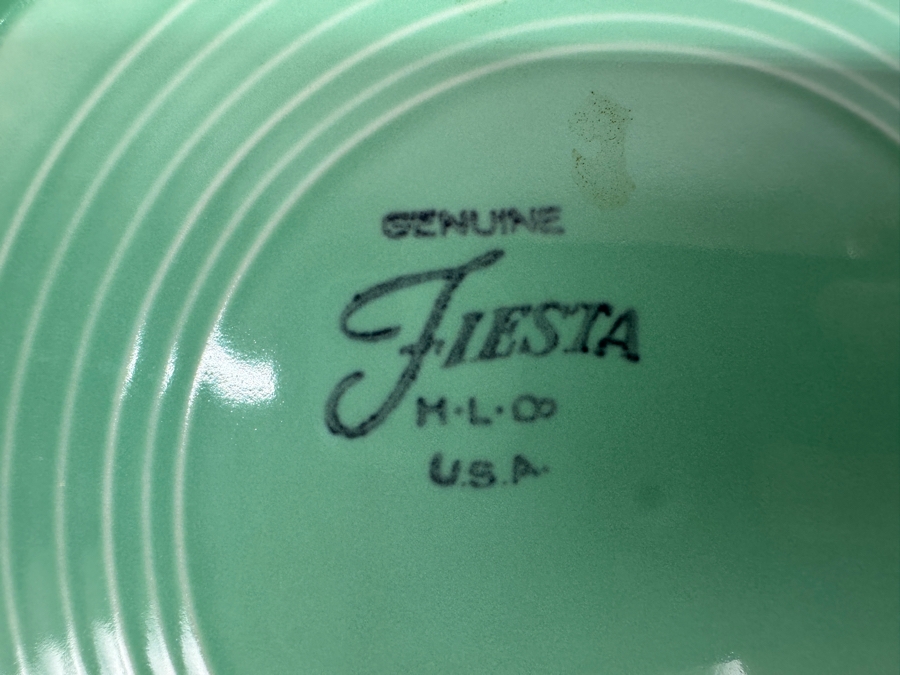 GENUINE
FIESTA
H·L·Co
U.S.A.